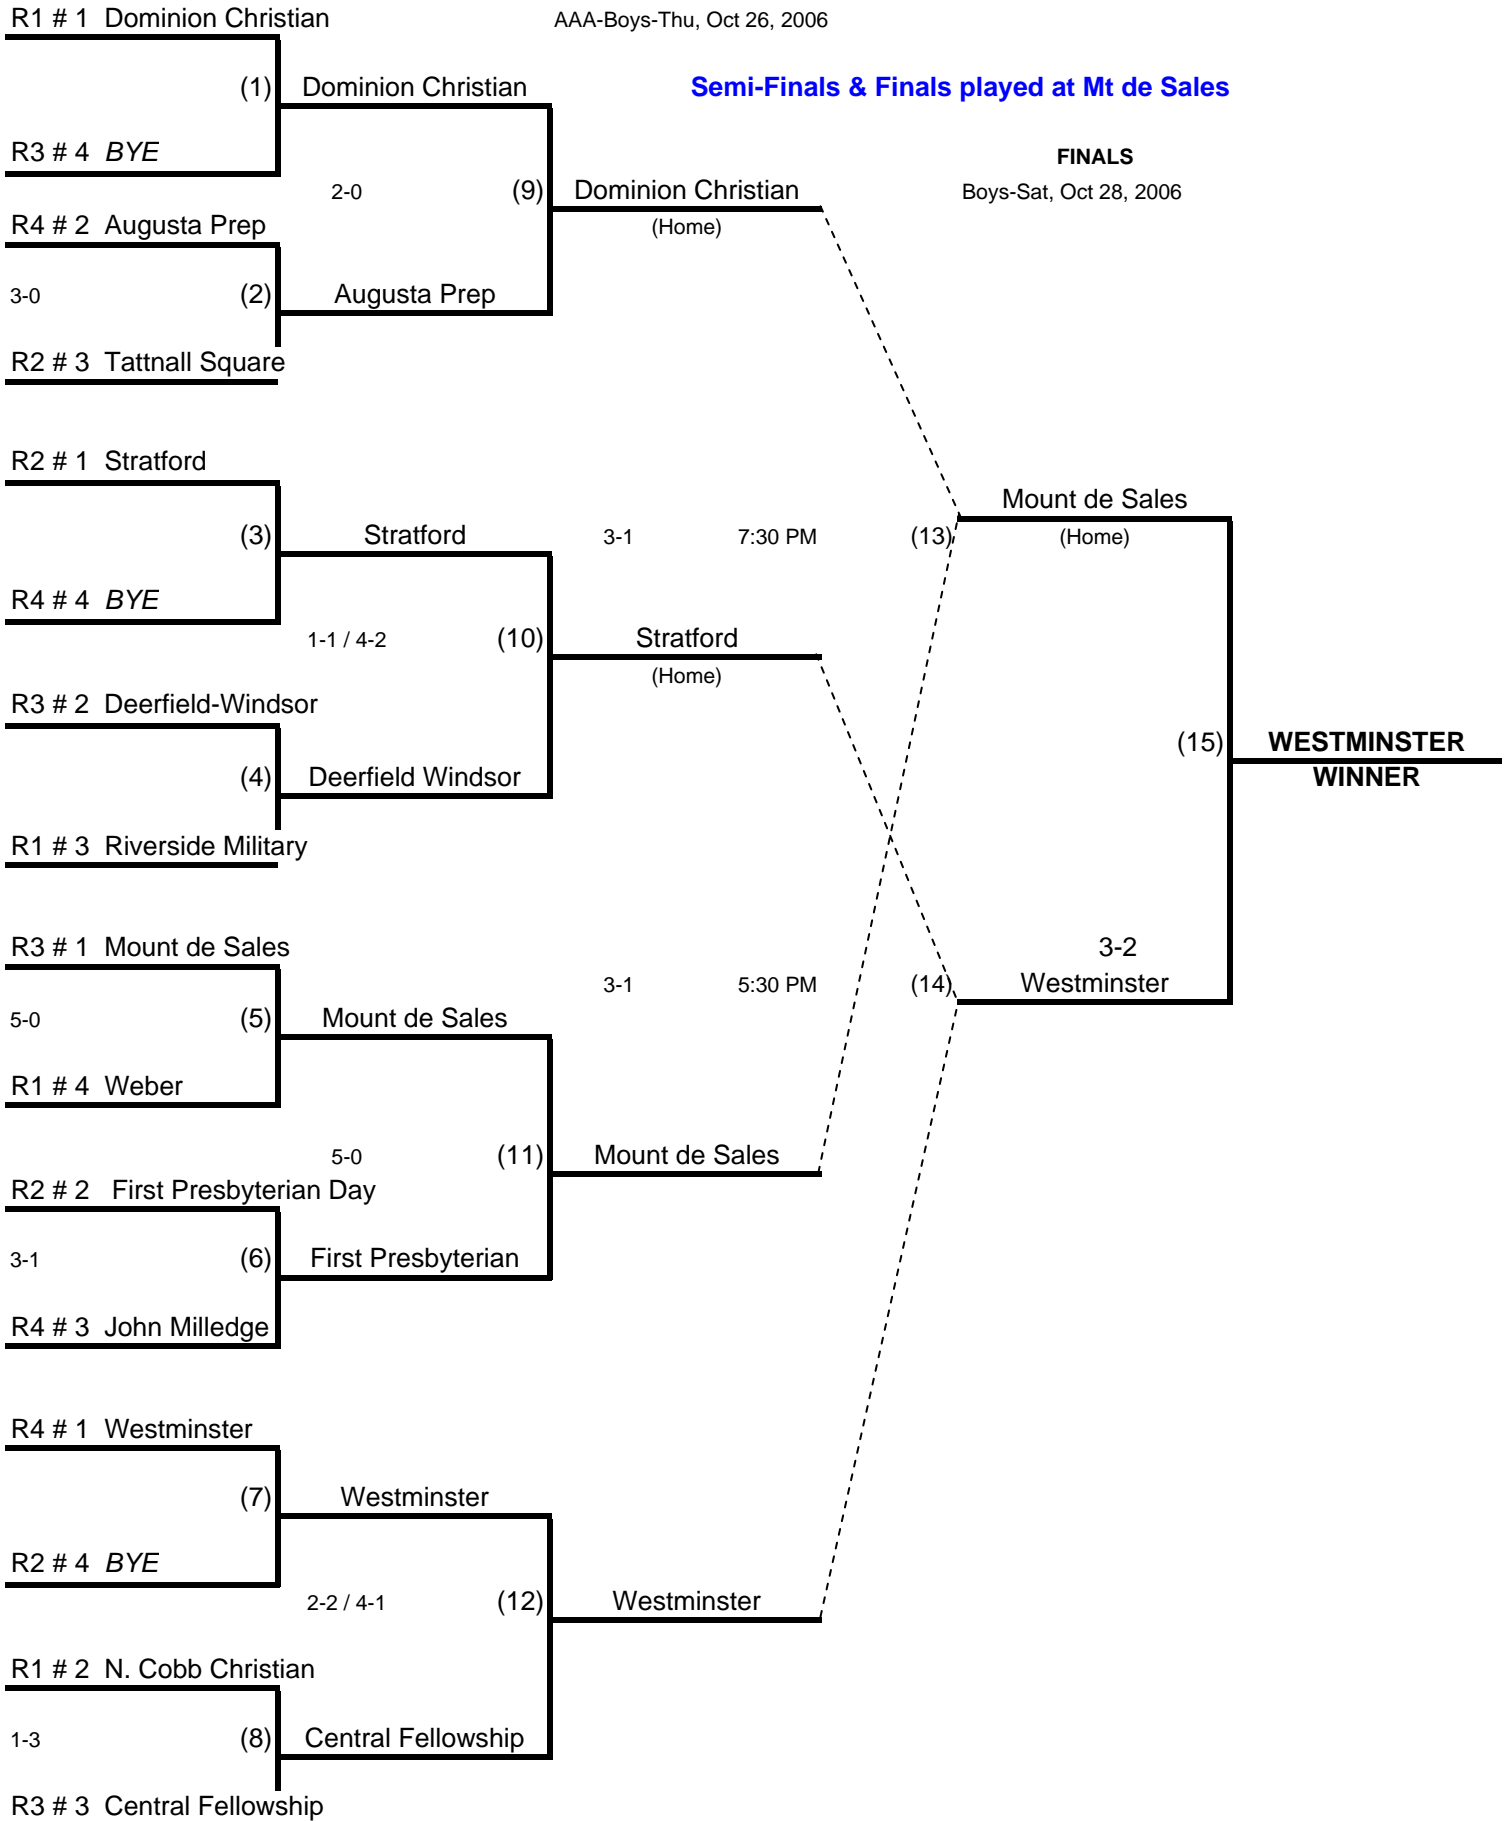 R1 # 1 Dominion Christian
AAA-Boys-Thu, Oct 26, 2006
(1) Dominion Christian
Semi-Finals & Finals played at Mt de Sales
R3 # 4 BYE
FINALS
2-0 (9) Dominion Christian
Boys-Sat, Oct 28, 2006
R4 # 2 Augusta Prep
(Home)
3-0 (2) Augusta Prep
R2 # 3 Tattnall Square
R2 # 1 Stratford
Mount de Sales
(3) Stratford
3-1 7:30 PM (13)
(Home)
R4 # 4 BYE
1-1 / 4-2 (10) Stratford
(Home)
R3 # 2 Deerfield-Windsor
(15) WESTMINSTER
WINNER
(4) Deerfield Windsor
R1 # 3 Riverside Military
R3 # 1 Mount de Sales
3-2
3-1 5:30 PM (14) Westminster
5-0 (5) Mount de Sales
R1 # 4 Weber
5-0 (11) Mount de Sales
R2 # 2 First Presbyterian Day
3-1 (6) First Presbyterian
R4 # 3 John Milledge
R4 # 1 Westminster
(7) Westminster
R2 # 4 BYE
2-2 / 4-1 (12) Westminster
R1 # 2 N. Cobb Christian
1-3 (8) Central Fellowship
R3 # 3 Central Fellowship